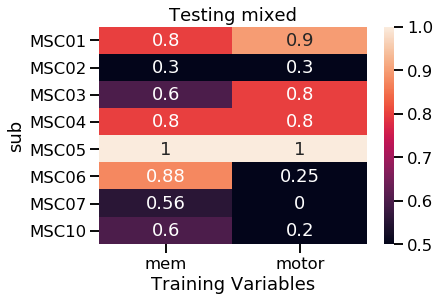 Testing mixed
MSC01 0.8 0.9
MSC02 0.3 0.3
MSC03 0.6 0.8
MSC04 0.8 0.8
MSC05 1 1
MSC06 0.88 0.25
MSC07 0.56 0
MSC10 0.6 0.2
sub
mem motor
Training Variables
1.0
0.9
0.8
0.7
0.6
0.5